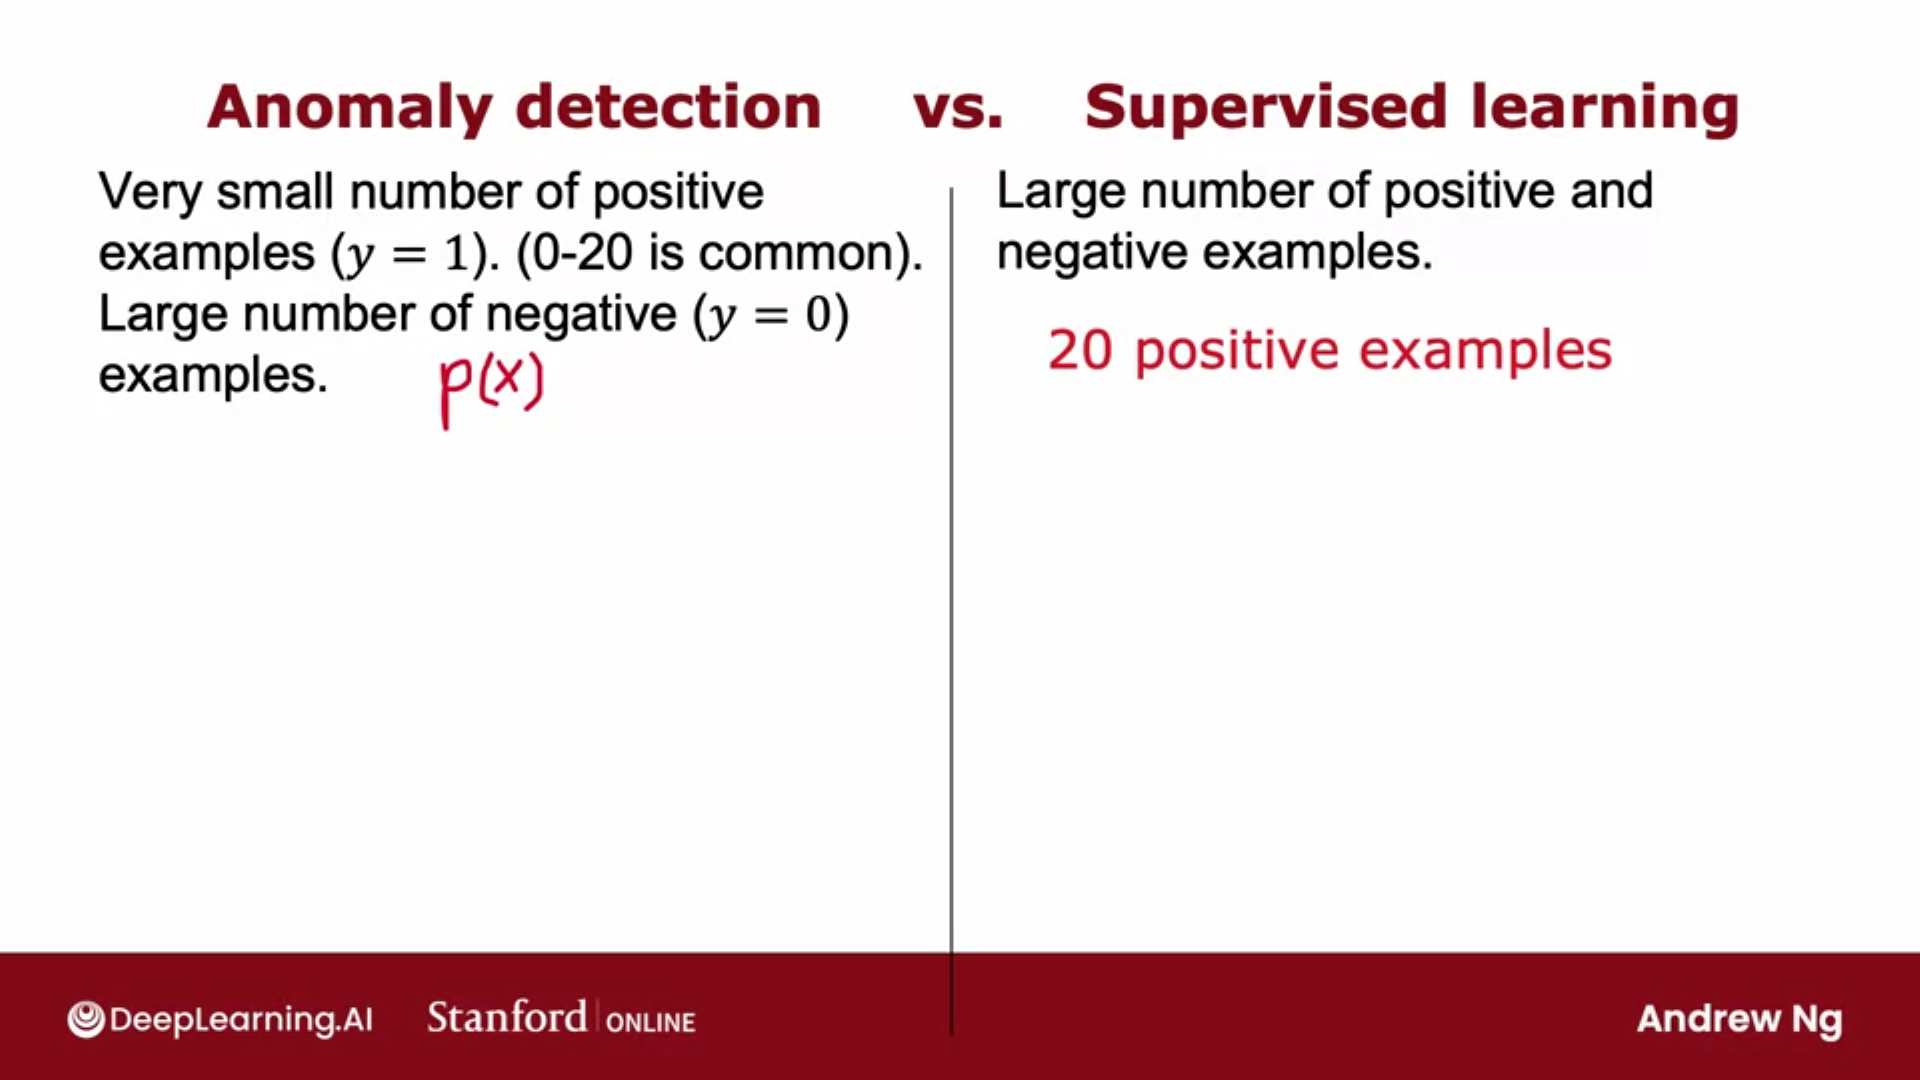 Anomaly detection vs. Supervised learning
Very small number of positive
examples (y = 1). (0-20 is common).
Large number of negative (y = 0)
examples.
p(x)
Large number of positive and
negative examples.
20 positive examples
DeepLearning.AI
Stanford ONLINE
Andrew Ng